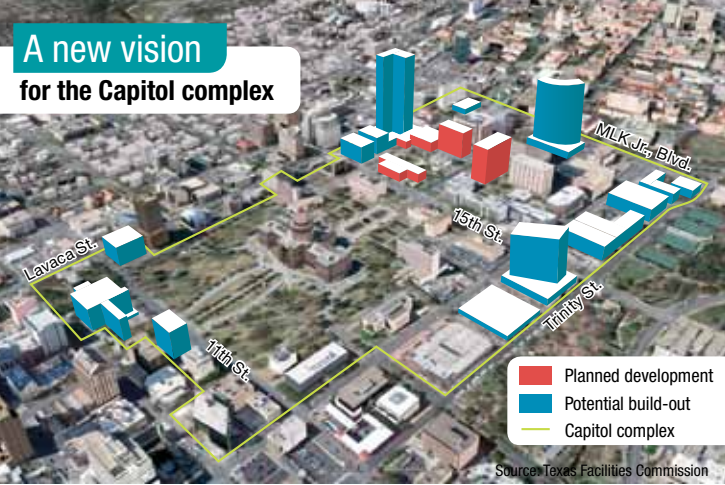 A new vision
for the Capitol complex
MLK Jr., Blvd.
15th St.
Lavaca St.
Trinity St.
11th St.
Planned development
Potential build-out
Capitol complex
Source: Texas Facilities Commission